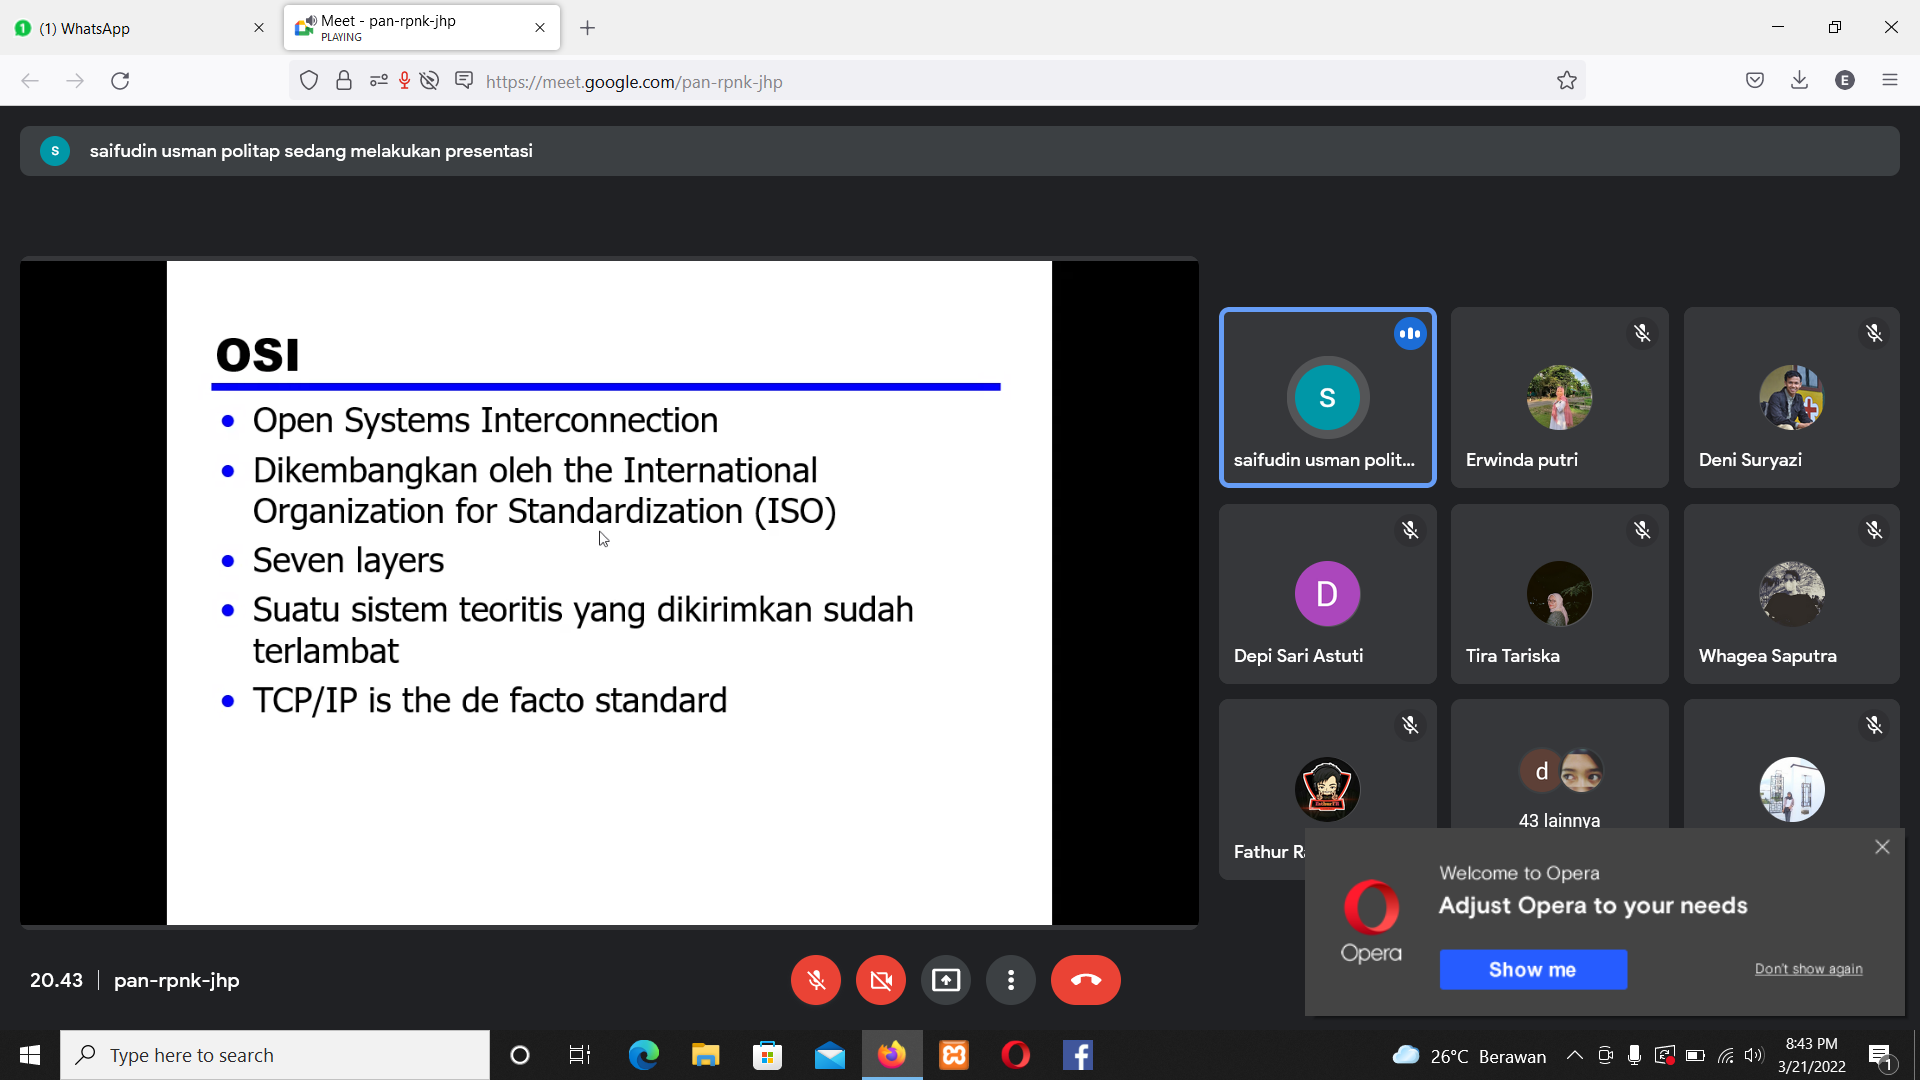 (1) WhatsApp
Meet - pan-rpnk-jhp
PLAYING
https://meet.google.com/pan-rpnk-jhp
E
S
saifudin usman politap sedang melakukan presentasi
OSI
Open Systems Interconnection
Dikembangkan oleh the International
Organization for Standardization (ISO)
Seven layers
Suatu sistem teoritis yang dikirimkan sudah
terlambat
TCP/IP is the de facto standard
S
saifudin usman polit...
Erwinda putri
Deni Suryazi
D
Depi Sari Astuti
Tira Tariska
Whagea Saputra
Fathur
d
43 lainnya
Welcome to Opera
Adjust Opera to your needs
Opera
Show me
Don't show again
20.43
pan-rpnk-jhp
Type here to search
26°C Berawan
8:43 PM
3/21/2022
1